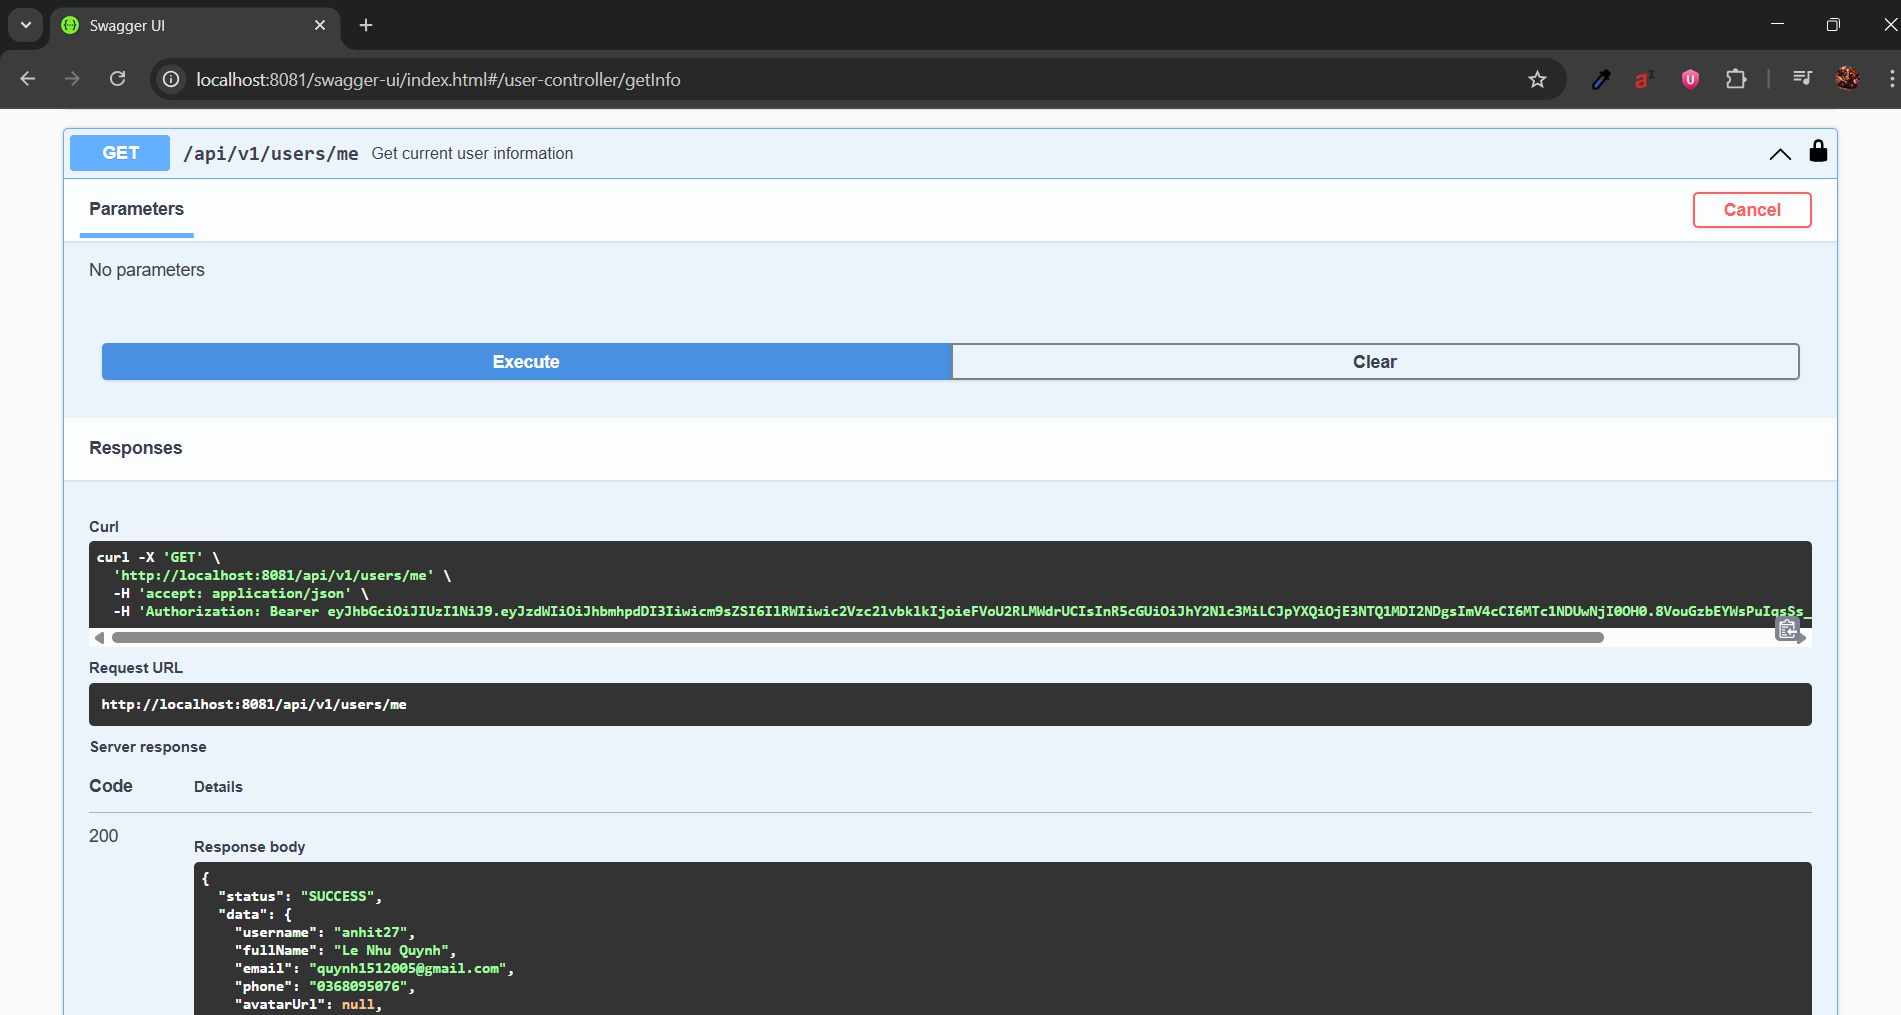 Swagger UI
localhost:8081/swagger-ui/index.html#/user-controller/getInfo
GET /api/v1/users/me Get current user information
Parameters
Cancel
No parameters
Execute
Clear
Responses
Curl
curl -X 'GET' \
'http://localhost:8081/api/v1/users/me' \
-H 'accept: application/json' \
-H 'Authorization: Bearer eyJhbGciOiJIUzI1NiJ9.eyJzdWIiOiJhbmhpdDI3Iiwicm9sZSI6IlRWIiwic2Vzc2lvbklkIjoieFVoU2RLMWdrUCIsInR5cGUiOiJhY2Nlc3MiLCJpYXQiOjE3NTQ1MDI2NDgsImV4cCI6MTc1NDUwNjI0OH0.8VouGzbEYWsPuIqsSs_
Request URL
http://localhost:8081/api/v1/users/me
Server response
Code Details
200
Response body
{
"status": "SUCCESS",
"data": {
"username": "anhit27",
"fullName": "Le Nhu Quynh",
"email": "quynh1512005@gmail.com",
"phone": "0368095076",
"avatarUrl": null,